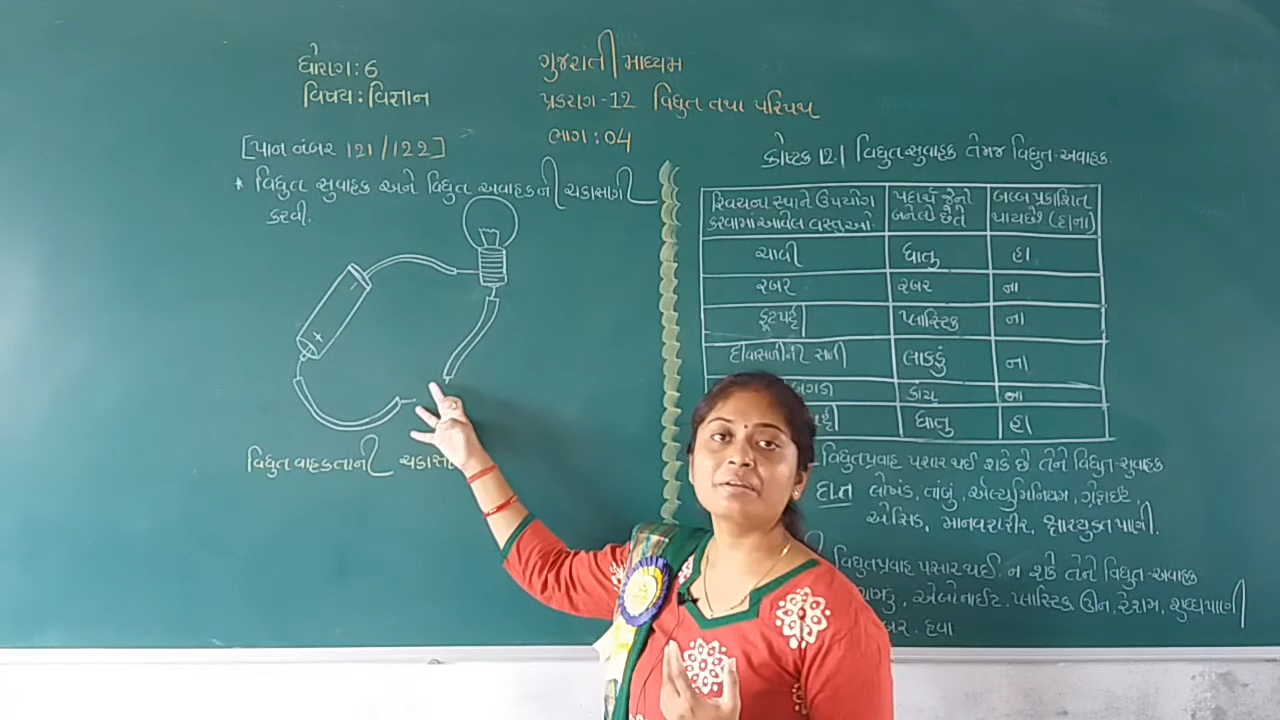 ધોરણ : 6
વિષય : વિજ્ઞાન
ગુજરાતી માધ્યમ
પ્રકરણ - 12 વિધુત તથા પરિપથ
ભાગ : 04
[પાન નંબર 121/122]
* વિધુત સુવાહક અને વિધુત અવાહકની ચકાસણી
કરવી.
+
વિધુતવાહકતાની
કોષ્ટક 12.1 વિધુત સુવાહક તેમજ વિધુત-અવાહક
સ્વિચના સ્થાને ઉપયોગ કરવામાં આવેલ વસ્તુઓ | પદાર્થ જેનો બનેલો છે તે | બલ્બ પ્રકાશિત થાય છે? (હા/ના)
ચાવી | ધાતુ | હા
રબર | રબર | ના
ફૂટપટ્ટી | પ્લાસ્ટિક | ના
દીવાસળીની સળી | લાકડું | ના
કાચ | ના
ધાતુ | હા
વિધુતપ્રવાહ પસાર થઈ શકે છે તેને વિધુત-સુવાહક
દા.ત લોખંડ, તાંબુ, એલ્યુમિનિયમ, ગ્રેફાઈટ,
એસિડ, માનવશરીર, ક્ષારયુક્ત પાણી.
વિધુતપ્રવાહ પસાર થઈ ન શકે તેને વિધુત-અવાહક
એબોનાઈટ, પ્લાસ્ટિક, ઊન, રેશમ, શુધ્ધ પાણી
હવા